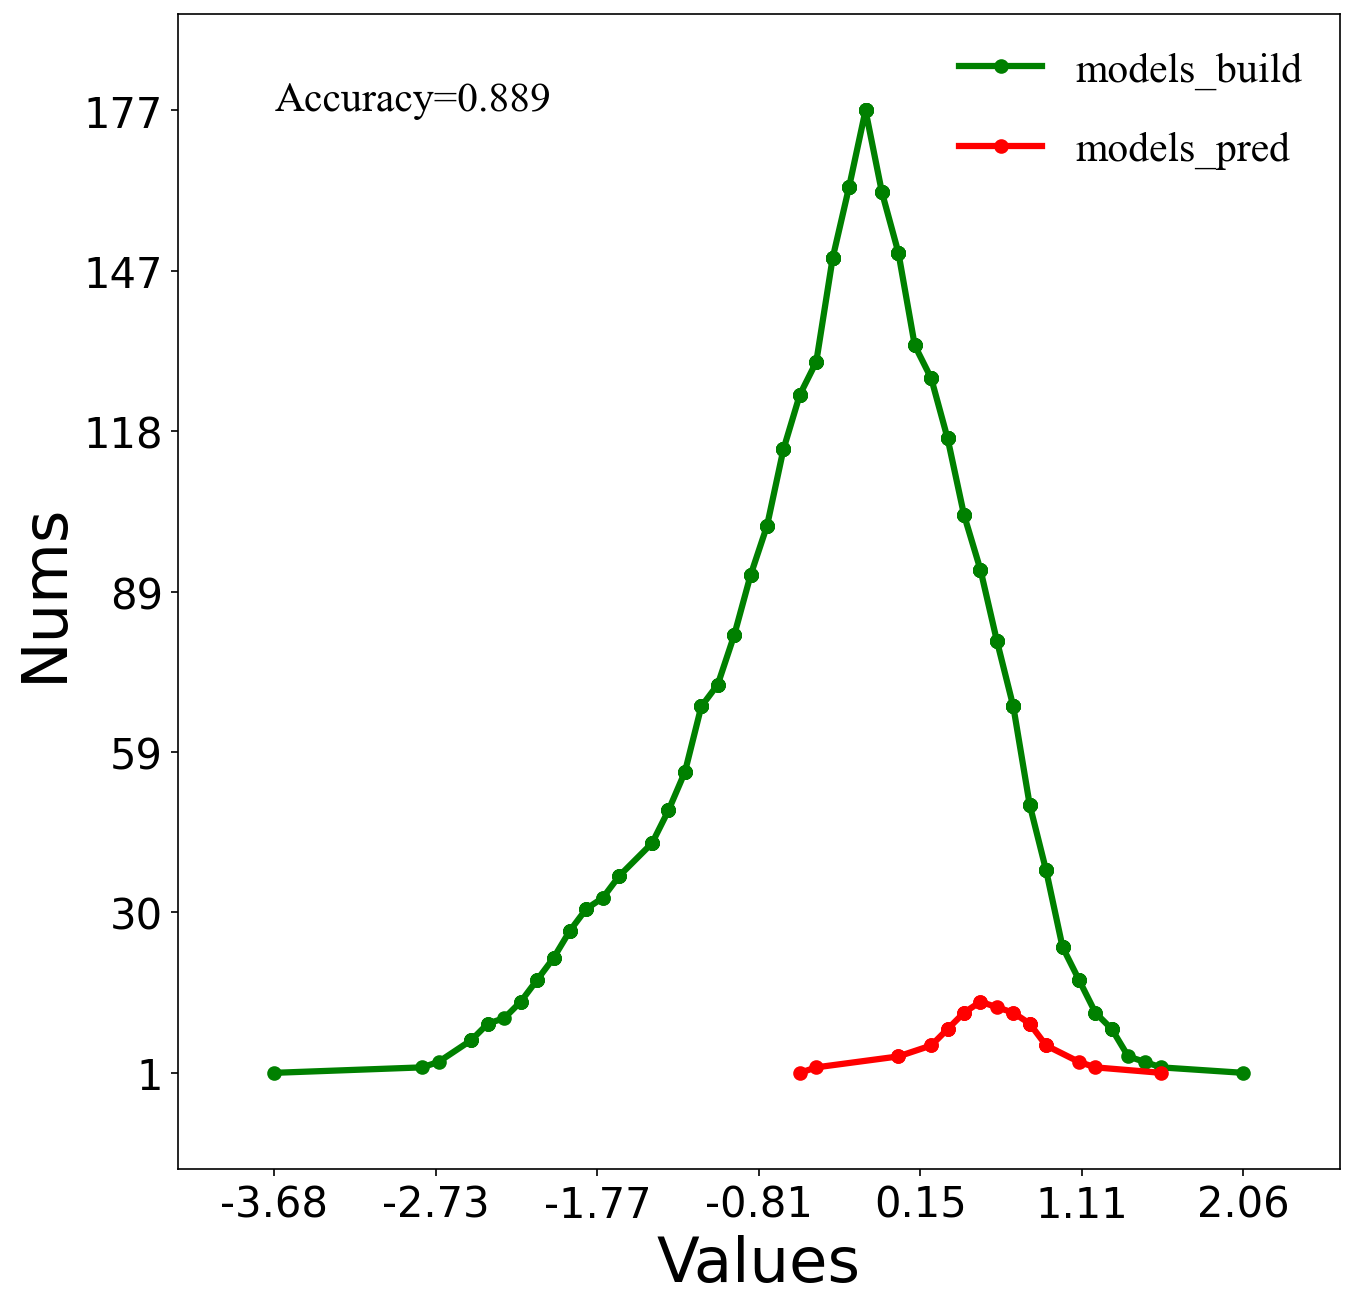 Accuracy=0.889
models_build
models_pred
177
147
118
89
59
30
1
Nums
-3.68 -2.73 -1.77 -0.81 0.15 1.11 2.06
Values